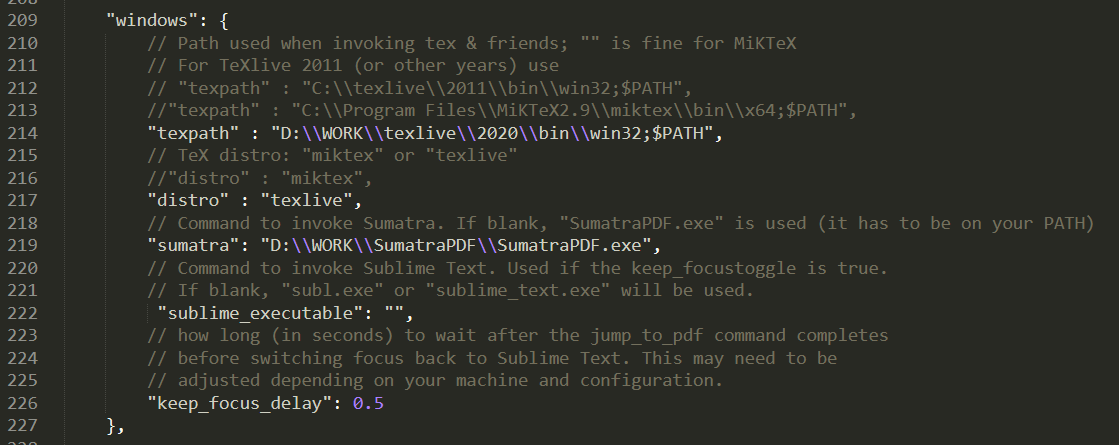 209 "windows": {
210 // Path used when invoking tex & friends; "" is fine for MiKTeX
211 // For TeXlive 2011 (or other years) use
212 // "texpath" : "C:\\texlive\\2011\\bin\\win32;$PATH",
213 //"texpath" : "C:\\Program Files\\MiKTeX2.9\\miktex\\bin\\x64;$PATH",
214 "texpath" : "D:\\WORK\\texlive\\2020\\bin\\win32;$PATH",
215 // TeX distro: "miktex" or "texlive"
216 //"distro" : "miktex",
217 "distro" : "texlive",
218 // Command to invoke Sumatra. If blank, "SumatraPDF.exe" is used (it has to be on your PATH)
219 "sumatra": "D:\\WORK\\SumatraPDF\\SumatraPDF.exe",
220 // Command to invoke Sublime Text. Used if the keep_focustoggle is true.
221 // If blank, "subl.exe" or "sublime_text.exe" will be used.
222 "sublime_executable": "",
223 // how long (in seconds) to wait after the jump_to_pdf command completes
224 // before switching focus back to Sublime Text. This may need to be
225 // adjusted depending on your machine and configuration.
226 "keep_focus_delay": 0.5
227 },